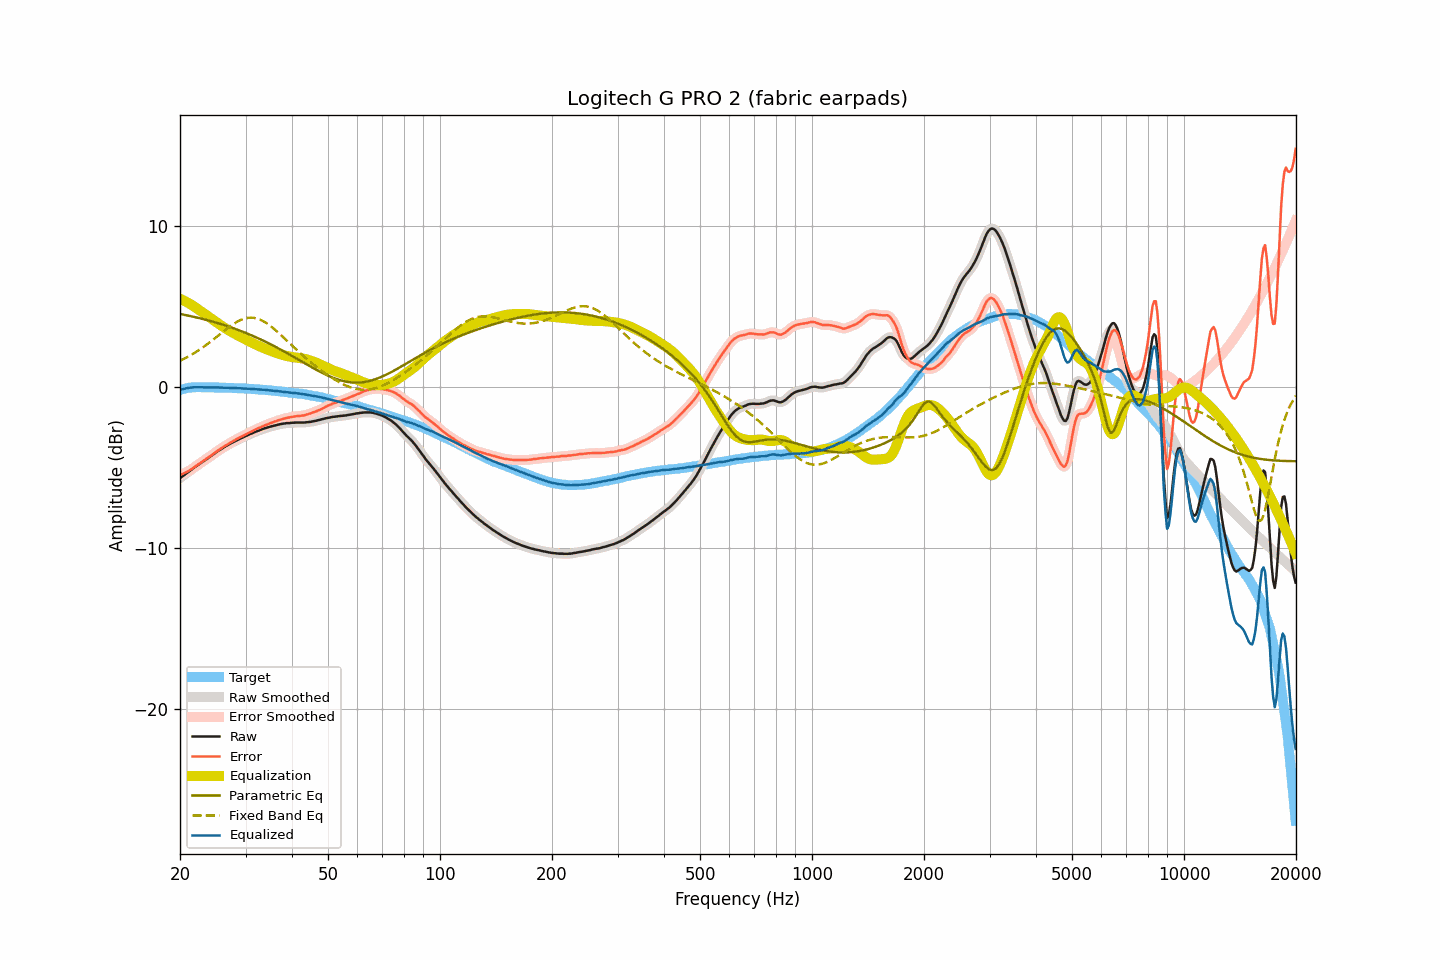 Logitech G PRO 2 (fabric earpads)
Amplitude (dBr)
10
0
−10
−20
Target
Raw Smoothed
Error Smoothed
Raw
Error
Equalization
Parametric Eq
Fixed Band Eq
Equalized
20 50 100 200 500 1000 2000 5000 10000 20000
Frequency (Hz)